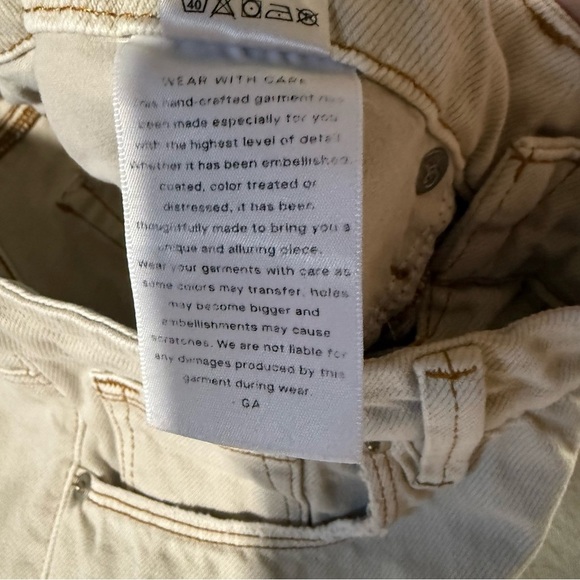 40
WEAR WITH CARE
This hand-crafted garment has
been made especially for you
with the highest level of detail
Whether it has been embellished,
coated, color treated or
distressed, it has been
thoughtfully made to bring you a
unique and alluring piece.
Wear your garments with care as
some colors may transfer, holes
may become bigger and
embellishments may cause
scratches. We are not liable for
any damages produced by this
garment during wear.
- GA